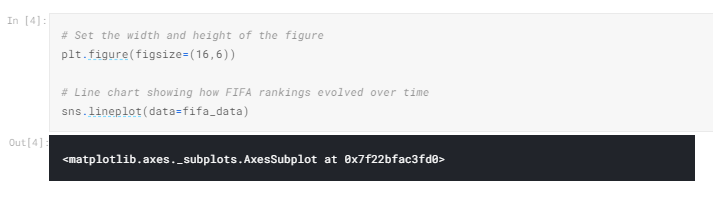 In [4]:
# Set the width and height of the figure
plt.figure(figsize=(16,6))
# Line chart showing how FIFA rankings evolved over time
sns.lineplot(data=fifa_data)
Out[4]:
<matplotlib.axes._subplots.AxesSubplot at 0x7f22bfac3fd0>